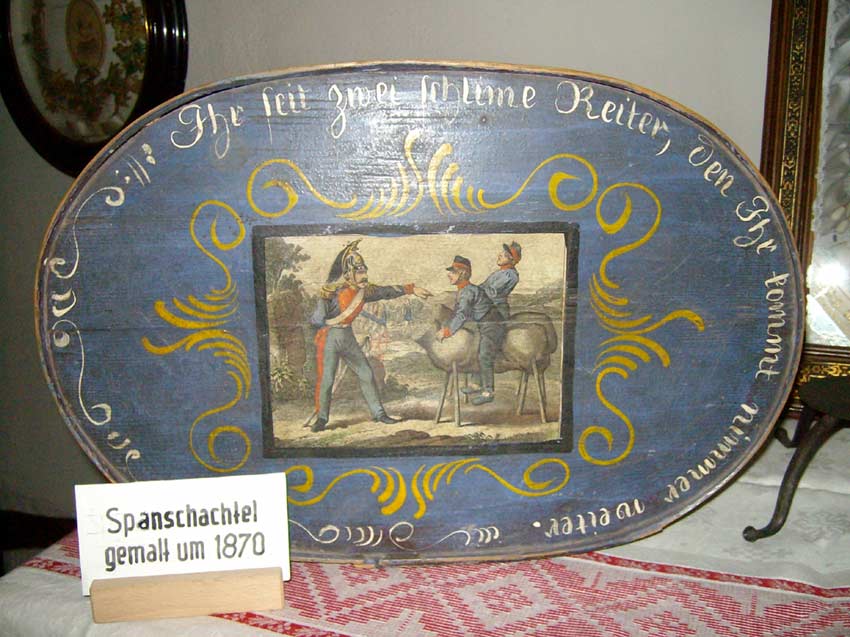 Ihr seit zwei schlime Reiter, den Ihr kommt nimmer weiter.
Spanschachtel
gemalt um 1870